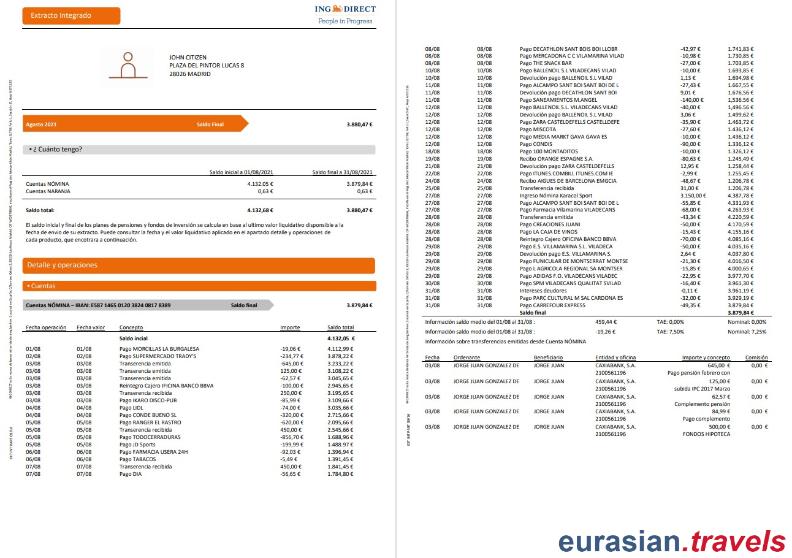 Extracto Integrado
ING DIRECT
People in Progress
JOHN CITIZEN
PLAZA DEL PINTOR LUCAS 8
28026 MADRID
Agosto 2021 Saldo Final 3.880,47 €
• ¿ Cuánto tengo?
Saldo inicial a 01/08/2021 Saldo final a 31/08/2021
Cuentas NÓMINA 4.132,05 € 3.879,84 €
Cuentas NARANJA 0,63 € 0,63 €
Saldo total: 4.132,68 € 3.880,47 €
El saldo inicial y final de los planes de pensiones y fondos de inversión se calcula en base al ultimo valor liquidativo disponible a la
fecha de envio de su extracto. Puede consultar la fecha y el valor liquidativo aplicado en el apartado detalle y operaciones de
cada producto, que encotrara a continuación.
Detalle y operaciones
• Cuentas
Cuentas NÓMINA – IBAN: ES87 1465 0120 3824 0817 8389 Saldo final 3.879,84 €
Fecha operación Fecha valor Concepto Importe Saldo total
Saldo inicial 4.132,05 €
01/08 01/08 Pago MORCILLAS LA BURGALESA -19,06 € 4.112,99 €
02/08 02/08 Pago SUPERMERCADO TRADY'S -234,77 € 3.878,22 €
03/08 03/08 Transerencia emitida -645,00 € 3.233,22 €
03/08 03/08 Transerencia emitida -125,00 € 3.108,22 €
03/08 03/08 Transerencia emitida -62,57 € 3.045,65 €
03/08 03/08 Reintegro Cajero OFICINA BANCO BBVA -100,00 € 2.945,65 €
03/08 03/08 Transerencia recibida 250,00 € 3.195,65 €
03/08 03/08 Pago IKARO DISCO-PUB -85,99 € 3.109,66 €
04/08 04/08 Pago LIDL -74,00 € 3.035,66 €
04/08 04/08 Pago CONDE BUENO SL -320,00 € 2.715,66 €
05/08 05/08 Pago RANGER EL RASTRO -620,00 € 2.095,66 €
05/08 05/08 Transerencia recibida 450,00 € 2.545,66 €
05/08 05/08 Pago TODOCERRADURAS -856,70 € 1.688,96 €
05/08 05/08 Pago JD Sports -199,99 € 1.488,97 €
06/08 06/08 Pago FARMACIA USERA 24H -92,03 € 1.396,94 €
06/08 06/08 Pago TABACOS -5,49 € 1.391,45 €
07/08 07/08 Transerencia recibida 450,00 € 1.841,45 €
07/08 07/08 Pago DIA -56,65 € 1.784,80 €
08/08 08/08 Pago DECATHLON SANT BOIS BOI LLOBR -42,97 € 1.741,83 €
08/08 08/08 Pago MERCADONA C C VILAMARINA VILAD -10,98 € 1.730,85 €
08/08 08/08 Pago THE SNACK BAR -27,00 € 1.703,85 €
10/08 10/08 Pago BALLENOIL S.L VILADECANS VILAD -10,00 € 1.693,85 €
10/08 10/08 Devolución pago BALLENOIL S.L VILAD 1,13 € 1.694,98 €
11/08 11/08 Pago ALCAMPO SANT BOI SANT BOI DE L -27,43 € 1.667,55 €
11/08 11/08 Devolución pago DECATHLON SANT BOI 9,01 € 1.676,56 €
11/08 11/08 Pago SANEAMIENTOS M.ANGEL -140,00 € 1.536,56 €
12/08 12/08 Pago BALLENOIL S.L. VILADECANS VILAD -40,00 € 1.496,56 €
12/08 12/08 Devolución pago BALLENOIL S.L VILAD 3,06 € 1.499,62 €
12/08 12/08 Pago ZARA CASTELLDEFELLS CASTELLDEFE -35,90 € 1.463,72 €
12/08 12/08 Pago MISCOTA -27,60 € 1.436,12 €
12/08 12/08 Pago MEDIA MARKT GAVA GAVA ES -10,00 € 1.436,12 €
12/08 12/08 Pago CONDIS -90,00 € 1.336,12 €
18/08 18/08 Pago 100 MONTADITOS -10,00 € 1.326,12 €
19/08 19/08 Recibo ORANGE ESPAGNE S.A. -80,63 € 1.245,49 €
21/08 21/08 Devolución pago ZARA CASTELDEFELLS 12,95 € 1.258,44 €
22/08 22/08 Pago ITUNES.COMBILL ITUNES.COM IE -2,99 € 1.255,45 €
24/08 24/08 Recibo AIGUES DE BARCELONA EMGCIA -48,67 € 1.206,78 €
25/08 25/08 Transferencia recibida 31,00 € 1.206,78 €
27/08 27/08 Ingreso Nómina Karacol Sport 3.150,00 € 4.387,78 €
27/08 27/08 Pago ALCAMPO SANT BOI SANT BOI DE L -55,85 € 4.331,93 €
27/08 27/08 Pago Farmacia Vilamarina VILADECANS -68,00 € 4.263,93 €
28/08 28/08 Transferencia emitida -43,34 € 4.220,59 €
28/08 28/08 Pago CREACIONES JUANI -50,00 € 4.170,59 €
28/08 28/08 Pago LA CAJA DE VINOS -15,43 € 4.155,16 €
28/08 28/08 Reintegro Cajero OFICINA BANCO BBVA -70,00 € 4.085,16 €
29/08 29/08 Pago E.S. VILLAMARINA S.L. VILADECA -50,00 € 4.035,16 €
29/08 29/08 Devolución pago E.S. VILLAMARINA S. 2,64 € 4.037,80 €
29/08 29/08 Pago FUNICULAR DE MONTSERRAT MONTSE -21,30 € 4.016,50 €
29/08 29/08 Pago L AGRICOLA REGIONAL SA MONTSER -15,85 € 4.000,65 €
29/08 29/08 Pago ADIDAS F.O. VILADECANS VILADEC -22,95 € 3.977,70 €
30/08 30/08 Pago SPM VILADECANS QUALITAT SVILAD -16,40 € 3.961,30 €
31/08 31/08 Intereses deudores -0,11 € 3.961,19 €
31/08 31/08 Pago PARC CULTURAL M SAL CARDONA ES -32,00 € 3.929,19 €
31/08 31/08 Pago CARREFOUR EXPRESS -49,35 € 3.879,84 €
Saldo final 3.879,84 €
Información saldo medio del 01/08 al 31/08 : 459,44 € TAE: 0,00% Nominal: 0,00%
Información saldo medio del 01/08 al 31/08 : -19,26 € TAE: 7,50% Nominal: 7,25%
Información sobre transferencias emitidas desde Cuenta NÓMINA
Fecha Ordenante Beneficiario Entidad y oficina Importe y concepto Comisión
03/08 JORGE JUAN GONZALEZ DE JORGE JUAN CAXIABANK, S.A. 645,00 € 0,00 €
2100561196 Pago pensión febrero con
03/08 JORGE JUAN GONZALEZ DE JORGE JUAN CAXIABANK, S.A. 125,00 € 0,00 €
2100561196 subida IPC 2017 Marzo
03/08 JORGE JUAN GONZALEZ DE JORGE JUAN CAXIABANK, S.A. 62,57 € 0,00 €
2100561196 Complemento pensión
03/08 JORGE JUAN GONZALEZ DE JORGE JUAN CAXIABANK, S.A. 84,99 € 0,00 €
2100561196 Pago complemento
03/08 JORGE JUAN GONZALEZ DE JORGE JUAN CAXIABANK, S.A. 500,00 € 0,00 €
2100561196 FONDOS HIPOTECA
eurasian.travels